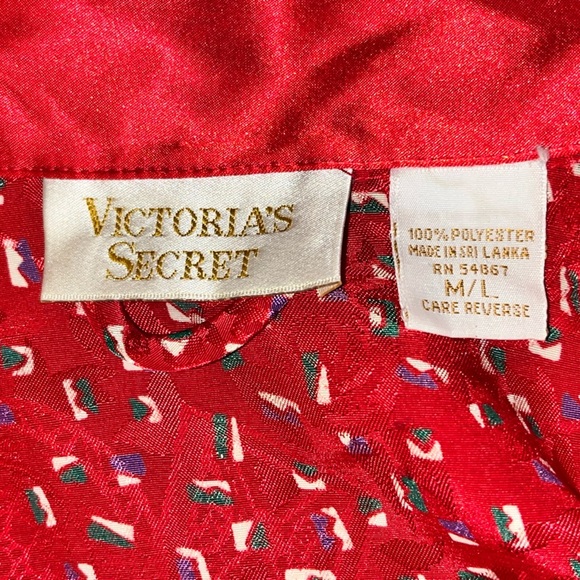 VICTORIA'S
SECRET
100% POLYESTER
MADE IN SRI LANKA
RN 54867
M/L
CARE REVERSE